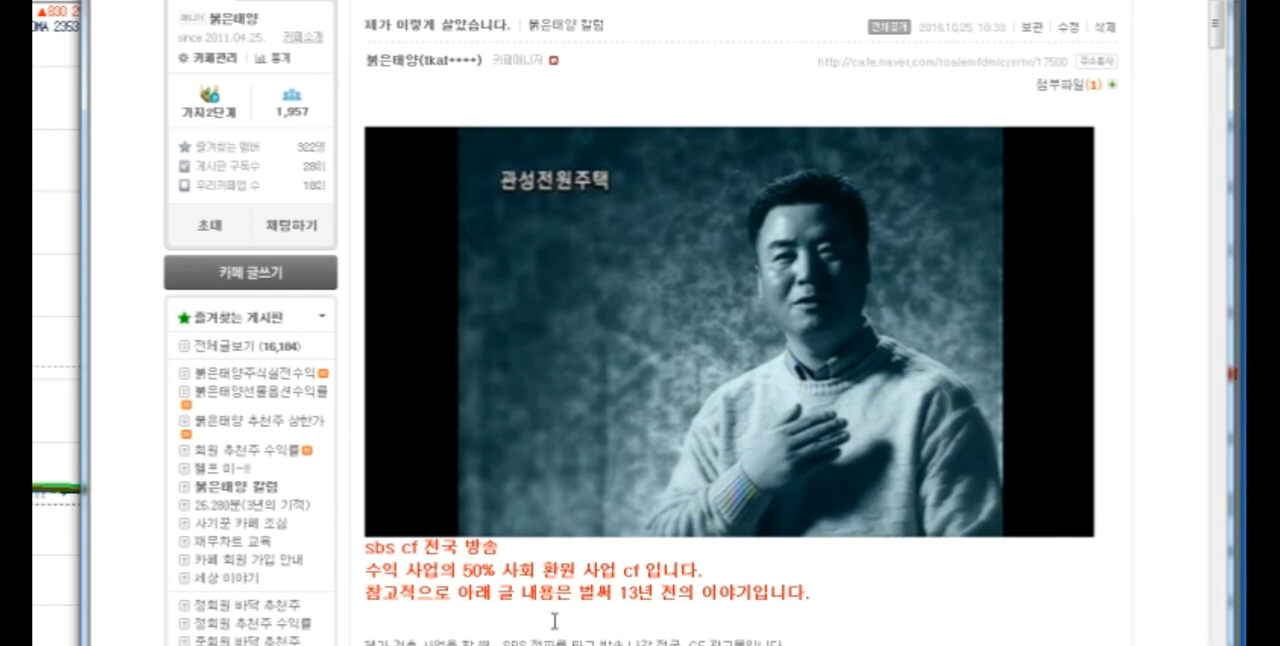 ▲830
DMA 2353
매니저 붉은태양
since 2011.04.25. 카페소개
카페관리 통계
가지2단계 1,957
즐겨찾는 멤버 322명
게시판 구독수 28회
우리카페앱 수 18회
초대 채팅하기
카페 글쓰기
즐겨찾는 게시판
전체글보기 (16,184)
붉은태양주식실전수익
붉은태양선물옵션수익률
붉은태양 추천주 상한가
회원 추천주 수익률
헬프 미~!!
붉은태양 칼럼
26.280분(3년의 기적)
사기꾼 카페 조심
재무차트 교육
카페 회원 가입 안내
세상 이야기
정회원 바닥 추천주
정회원 추천주 수익률
준회원 바닥 추천주
제가 이렇게 살았습니다. | 붉은태양 칼럼
전체공개 2016.10.25. 18:33 | 보관 | 수정 | 삭제
붉은태양(tkat****) 카페매니저
주소복사
첨부파일(1)
관성전원주택
sbs cf 전국 방송
수익 사업의 50% 사회 환원 사업 cf 입니다.
참고적으로 아래 글 내용은 벌써 13년 전의 이야기입니다.